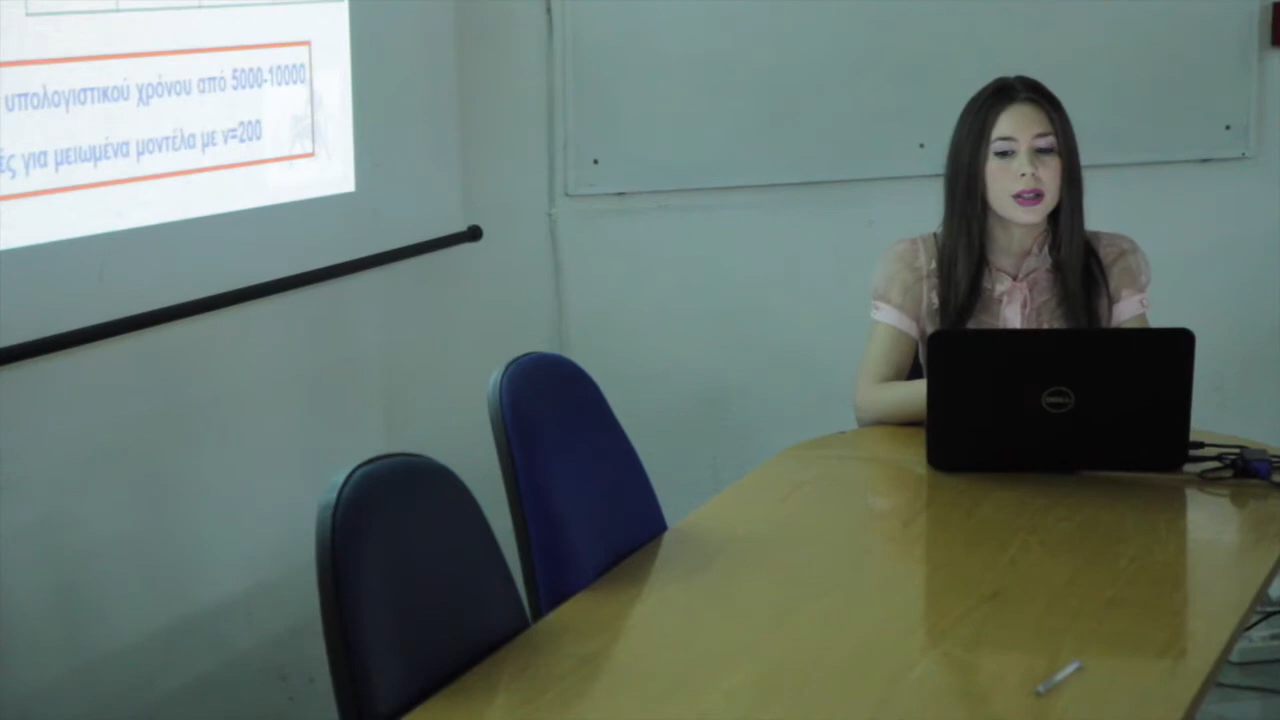 υπολογιστικού χρόνου από 5000-10000
ές για μειωμένα μοντέλα με ν=200
DELL